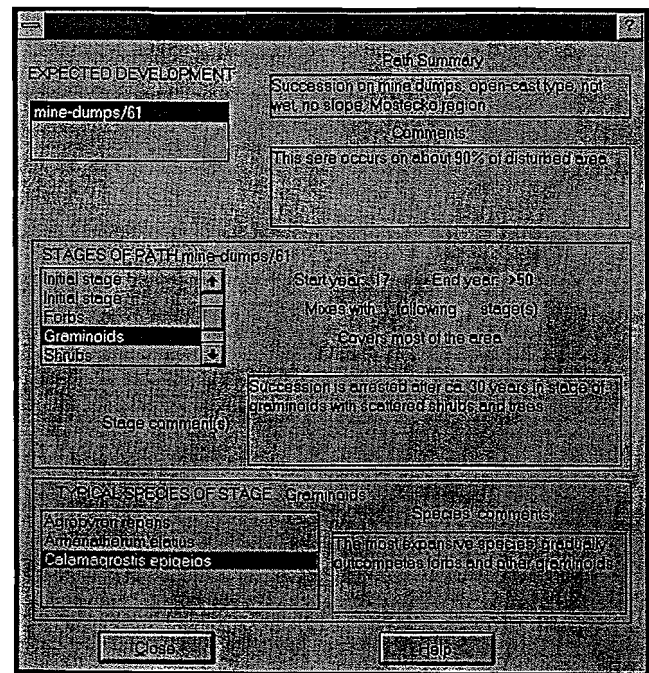 ?
EXPECTED DEVELOPMENT
mine-dumps/61
Path Summary
Succession on mine dumps: open-cast type, not
wet, no slope, Mostecko region
Comments
This sere occurs on about 90% of disturbed area
STAGES OF PATH mine-dumps/61
Initial stage
Initial stage
Forbs
Graminoids
Shrubs
Start year: End year: >50
Mixes with following stage(s)
Covers most of the area
Stage comment(s)
Succession is arrested after ca. 30 years in stage of
graminoids with scattered shrubs and trees
TYPICAL SPECIES OF STAGE Graminoids
Agropyron repens
Arrhenatherum elatius
Calamagrostis epigeios
Species comments
The most expansive species, gradually
outcompetes forbs and other graminoids
Close
Help